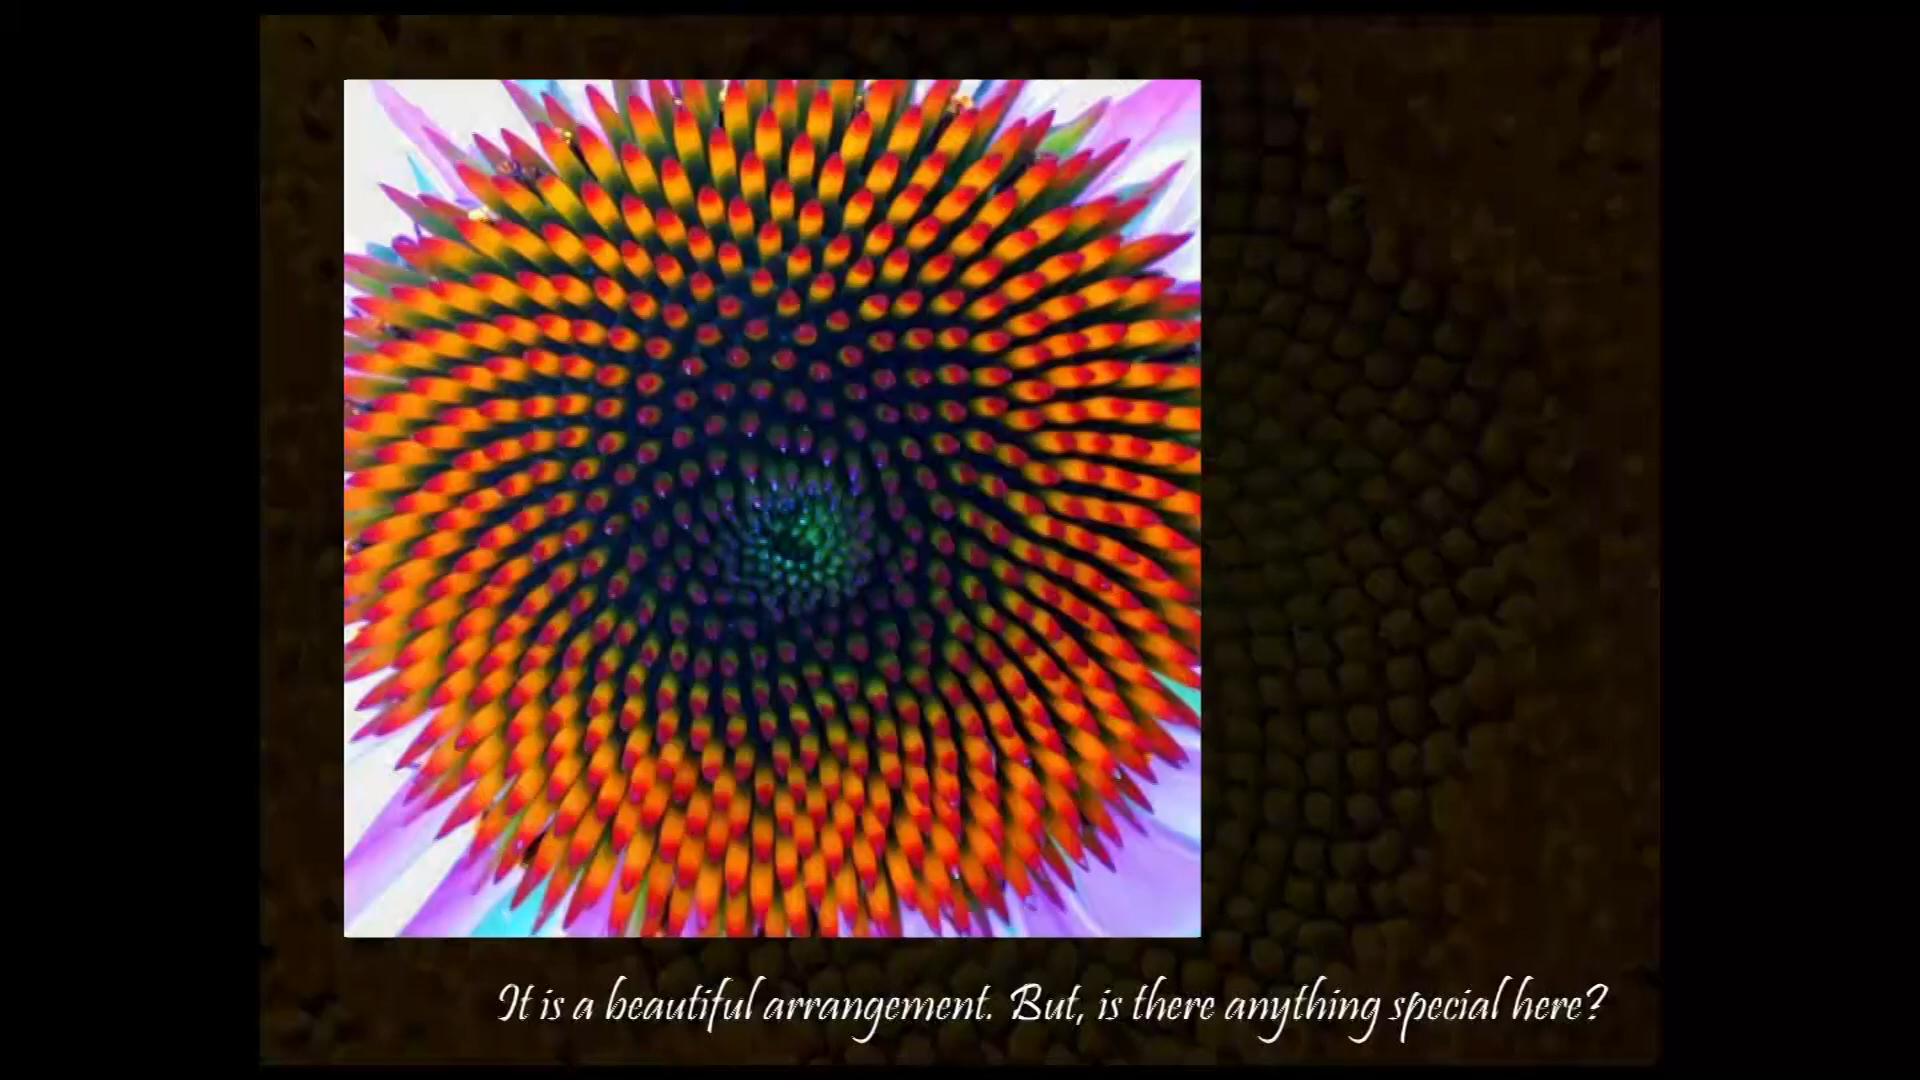 It is a beautiful arrangement. But, is there anything special here?